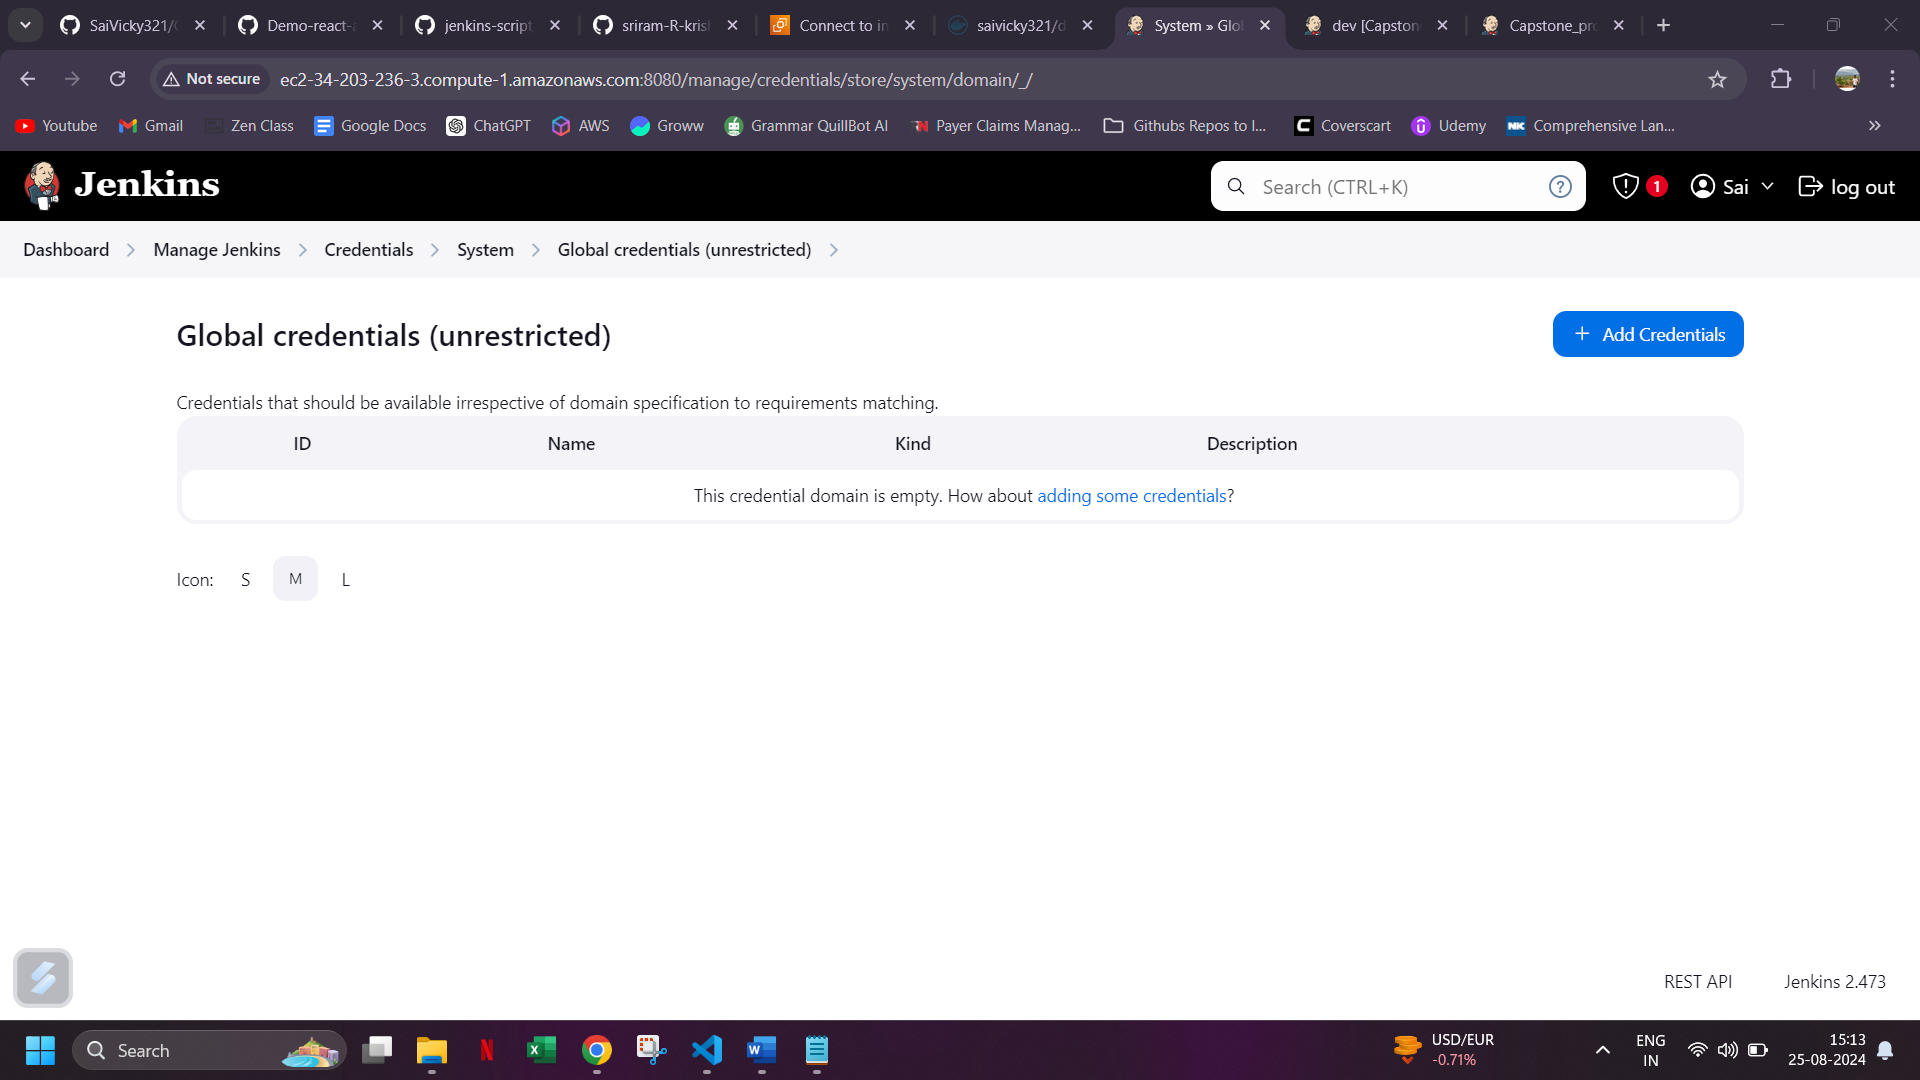 SaiVicky321/C
Demo-react-a
jenkins-script
sriram-R-krish
Connect to in
saivicky321/d
System » Glo
dev [Capston
Capstone_pro
Not secure
ec2-34-203-236-3.compute-1.amazonaws.com:8080/manage/credentials/store/system/domain/_/
Youtube
Gmail
Zen Class
Google Docs
ChatGPT
AWS
Groww
Grammar QuillBot AI
Payer Claims Manag...
Githubs Repos to I...
Coverscart
Udemy
NK
Comprehensive Lan...
Jenkins
Search (CTRL+K)
?
1
Sai
log out
Dashboard
Manage Jenkins
Credentials
System
Global credentials (unrestricted)
Global credentials (unrestricted)
+ Add Credentials
Credentials that should be available irrespective of domain specification to requirements matching.
ID Name Kind Description
This credential domain is empty. How about adding some credentials?
Icon: S M L
REST API
Jenkins 2.473
Search
USD/EUR
-0.71%
ENG
IN
15:13
25-08-2024